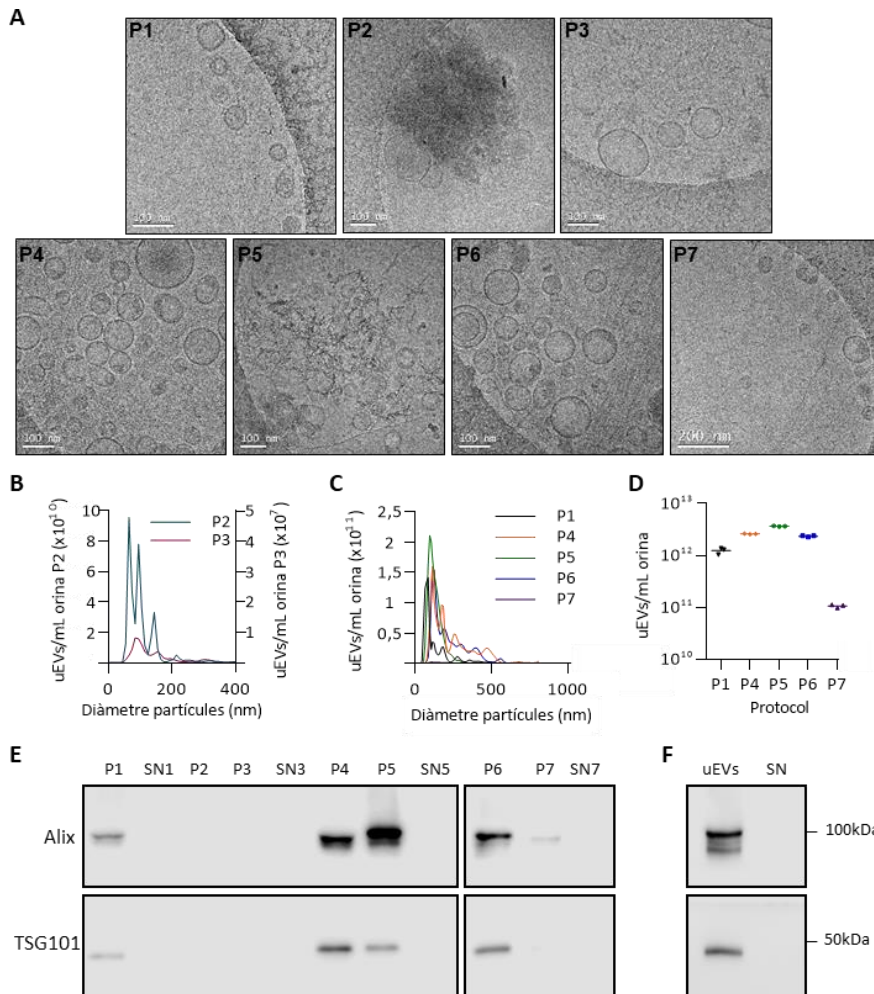 A
P1
P2
P3
100 nm
100 nm
100 nm
P4
P5
P6
P7
100 nm
100 nm
100 nm
200 nm
B
uEVs/mL orina P2 (x10¹⁰)
10
8
6
4
2
P2
P3
5
4
3
2
1
uEVs/mL orina P3 (x10⁷)
0 200 400
Diàmetre partícules (nm)
C
uEVs/mL orina (x10¹¹)
2,5
2
1,5
1
0,5
P1
P4
P5
P6
P7
0 500 1000
Diàmetre partícules (nm)
D
uEVs/mL orina
10¹³
10¹²
10¹¹
10¹⁰
P1 P4 P5 P6 P7
Protocol
E
P1 SN1 P2 P3 SN3 P4 P5 SN5 P6 P7 SN7
Alix
TSG101
F
uEVs SN
100kDa
50kDa